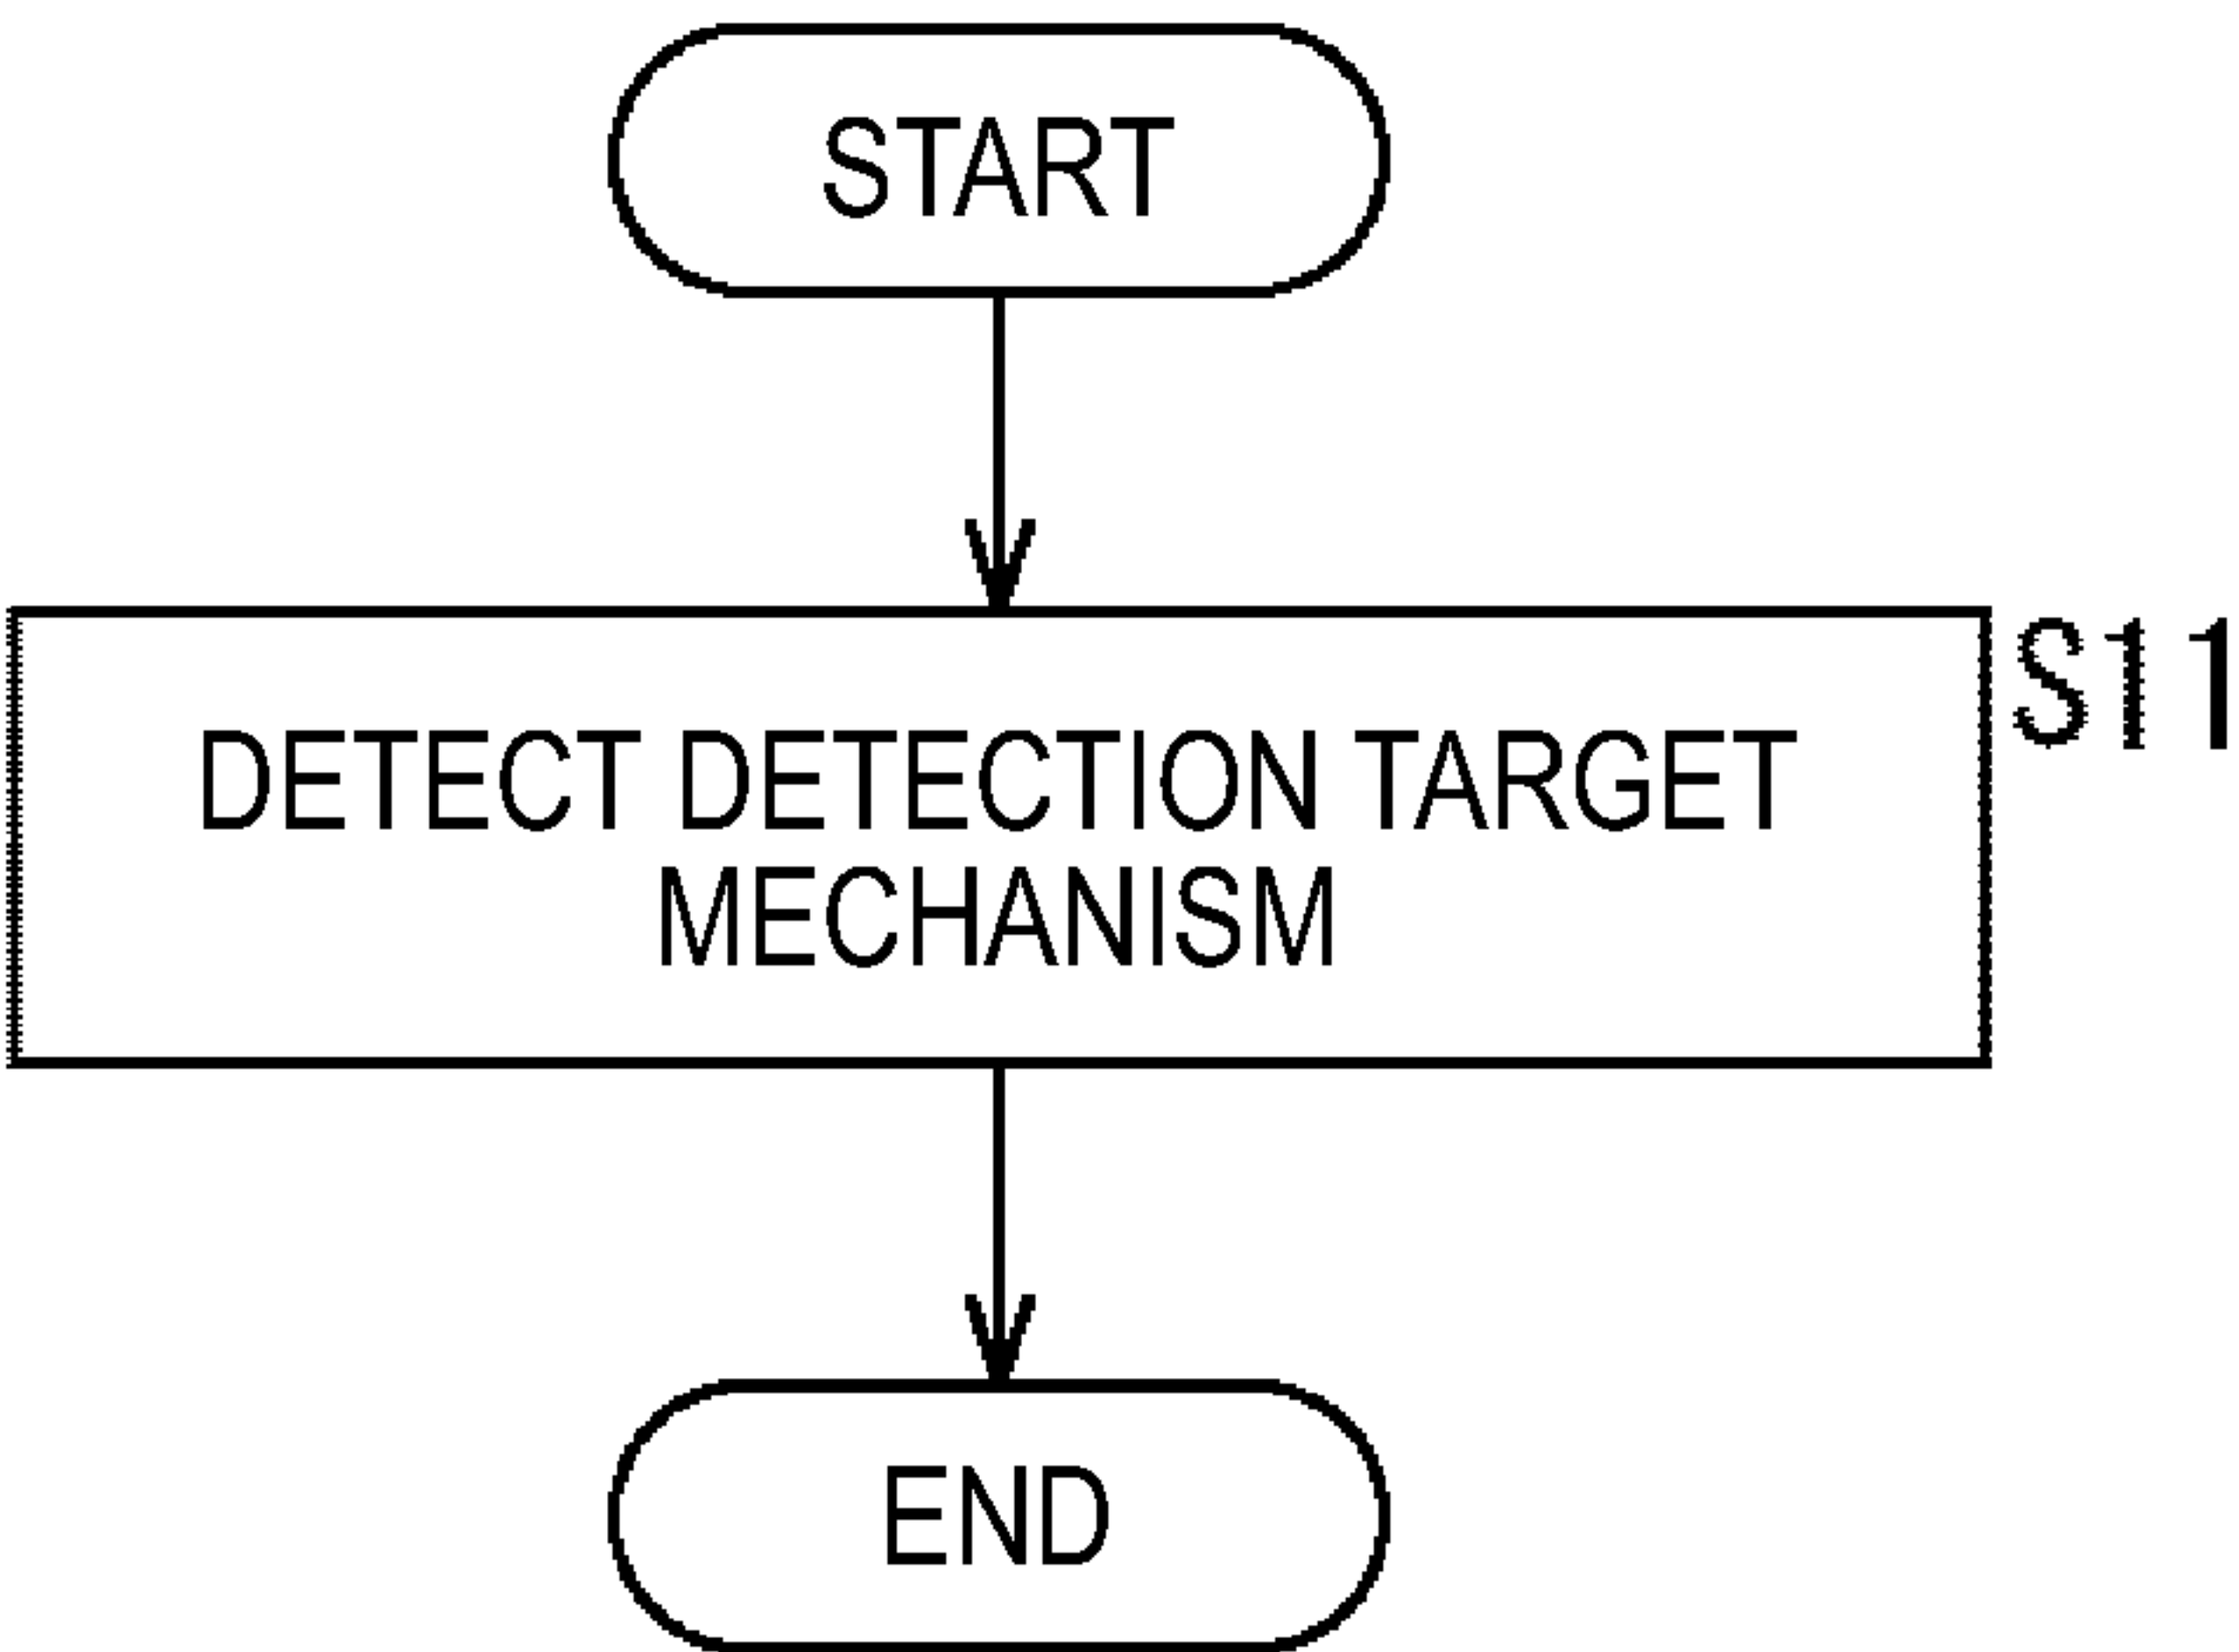 START
S11
DETECT DETECTION TARGET
MECHANISM
END